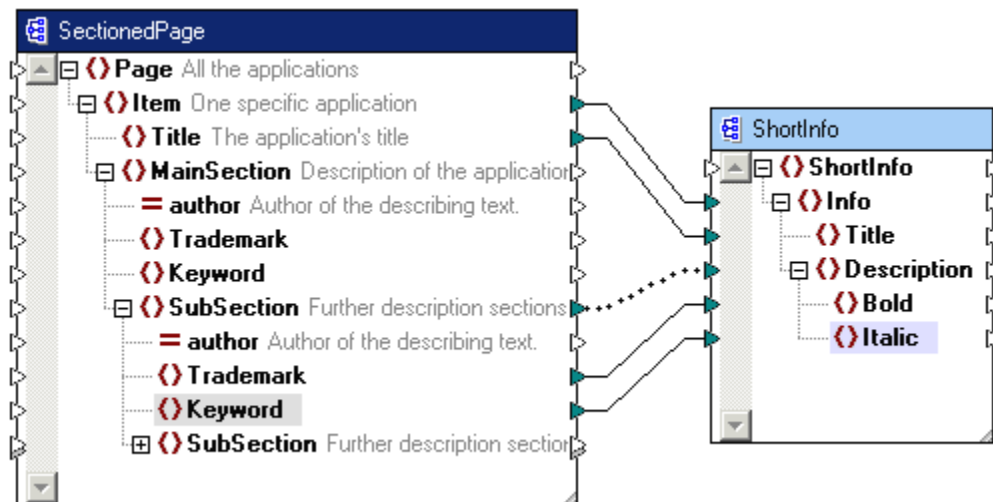 SectionedPage
Page All the applications
Item One specific application
Title The application's title
MainSection Description of the application
author Author of the describing text.
Trademark
Keyword
SubSection Further description sections
author Author of the describing text.
Trademark
Keyword
SubSection Further description section
ShortInfo
ShortInfo
Info
Title
Description
Bold
Italic